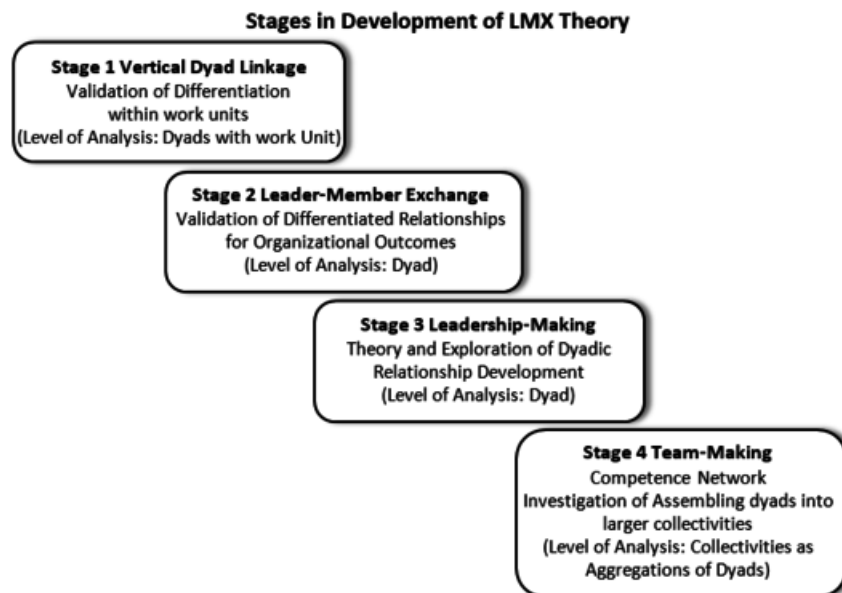 Stages in Development of LMX Theory
Stage 1 Vertical Dyad Linkage
Validation of Differentiation
within work units
(Level of Analysis: Dyads with work Unit)
Stage 2 Leader-Member Exchange
Validation of Differentiated Relationships
for Organizational Outcomes
(Level of Analysis: Dyad)
Stage 3 Leadership-Making
Theory and Exploration of Dyadic
Relationship Development
(Level of Analysis: Dyad)
Stage 4 Team-Making
Competence Network
Investigation of Assembling dyads into
larger collectivities
(Level of Analysis: Collectivities as
Aggregations of Dyads)